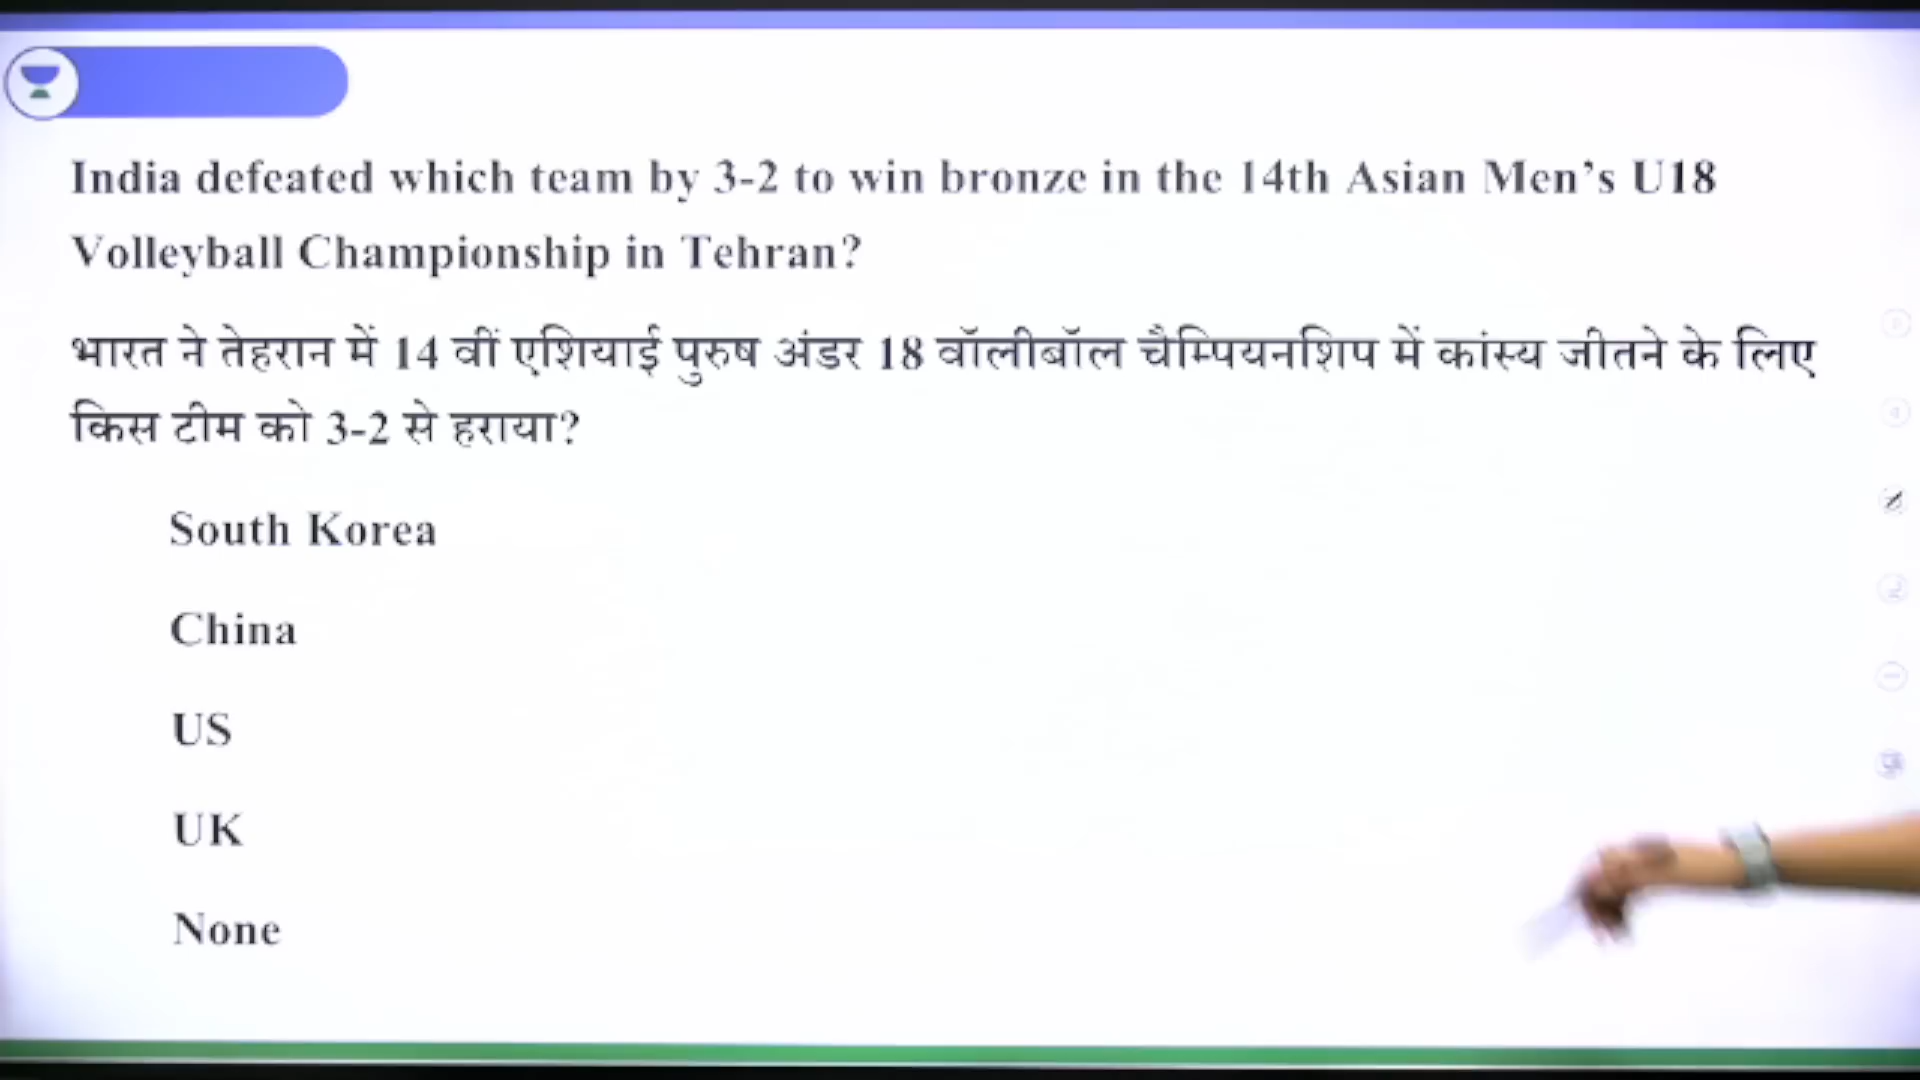 India defeated which team by 3-2 to win bronze in the 14th Asian Men’s U18
Volleyball Championship in Tehran?
भारत ने तेहरान में 14 वीं एशियाई पुरुष अंडर 18 वॉलीबॉल चैम्पियनशिप में कांस्य जीतने के लिए
किस टीम को 3-2 से हराया?
South Korea
China
US
UK
None